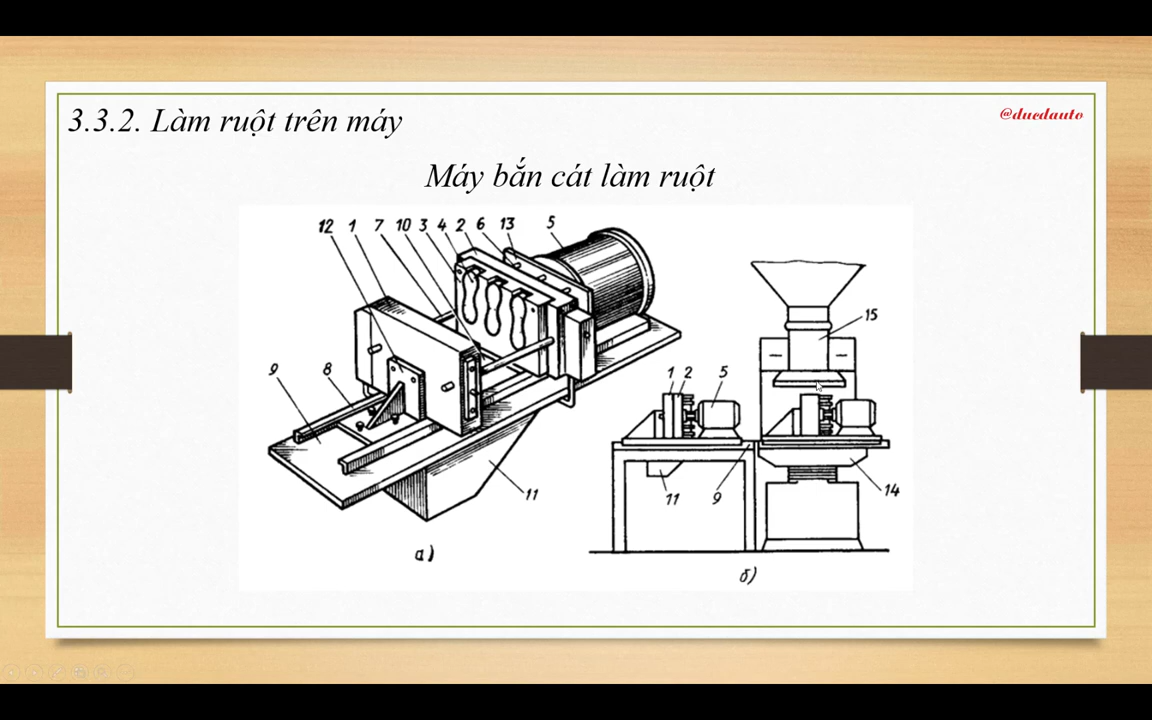 3.3.2. Làm ruột trên máy
@ducdauto
Máy bắn cát làm ruột
12 1 7 10 3 4 2 6 13 5
9 8
11
15
1 2 5
11 9 14
a)
б)